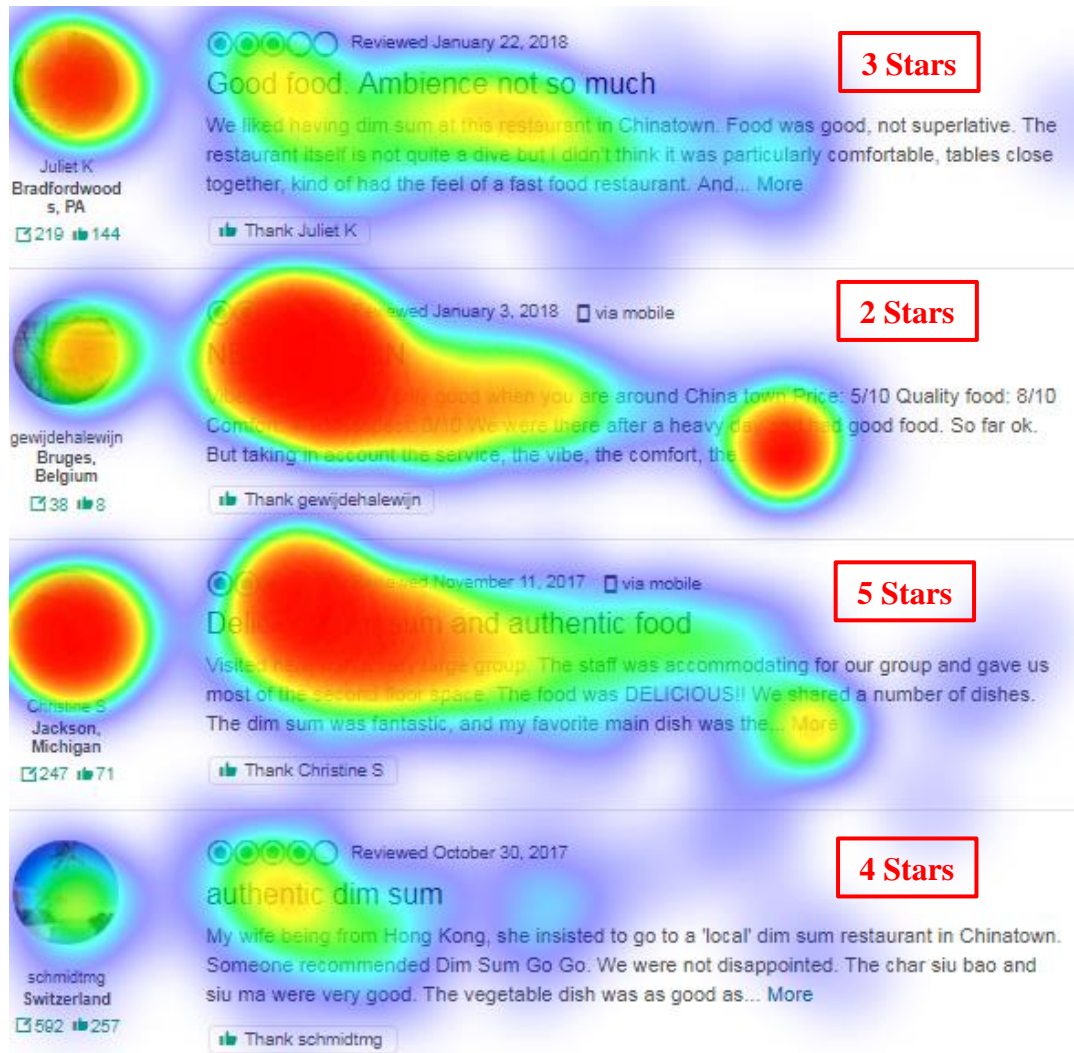 Reviewed January 22, 2018
3 Stars
Good food. Ambience not so much
We liked having dim sum at this restaurant in Chinatown. Food was good, not superlative. The
restaurant itself is not quite a dive but I didn't think it was particularly comfortable, tables close
together, kind of had the feel of a fast food restaurant. And... More
Juliet K
Bradfordwood
s, PA
219 144
Thank Juliet K
January 3, 2018 via mobile
2 Stars
good when you are around China town Price: 5/10 Quality food: 8/10
We were there after a heavy good food. So far ok.
But taking in account the service, the vibe, the comfort, the
gewijdehalewijn
Bruges,
Belgium
38 8
Thank gewijdehalewijn
November 11, 2017 via mobile
5 Stars
sum and authentic food
Visited large group. The staff was accommodating for our group and gave us
most of the second floor space. The food was DELICIOUS!! We shared a number of dishes.
The dim sum was fantastic, and my favorite main dish was the... More
Christine S
Jackson,
Michigan
247 71
Thank Christine S
Reviewed October 30, 2017
4 Stars
authentic dim sum
My wife being from Hong Kong, she insisted to go to a 'local' dim sum restaurant in Chinatown.
Someone recommended Dim Sum Go Go. We were not disappointed. The char siu bao and
siu ma were very good. The vegetable dish was as good as... More
schmidtmg
Switzerland
592 257
Thank schmidtmg